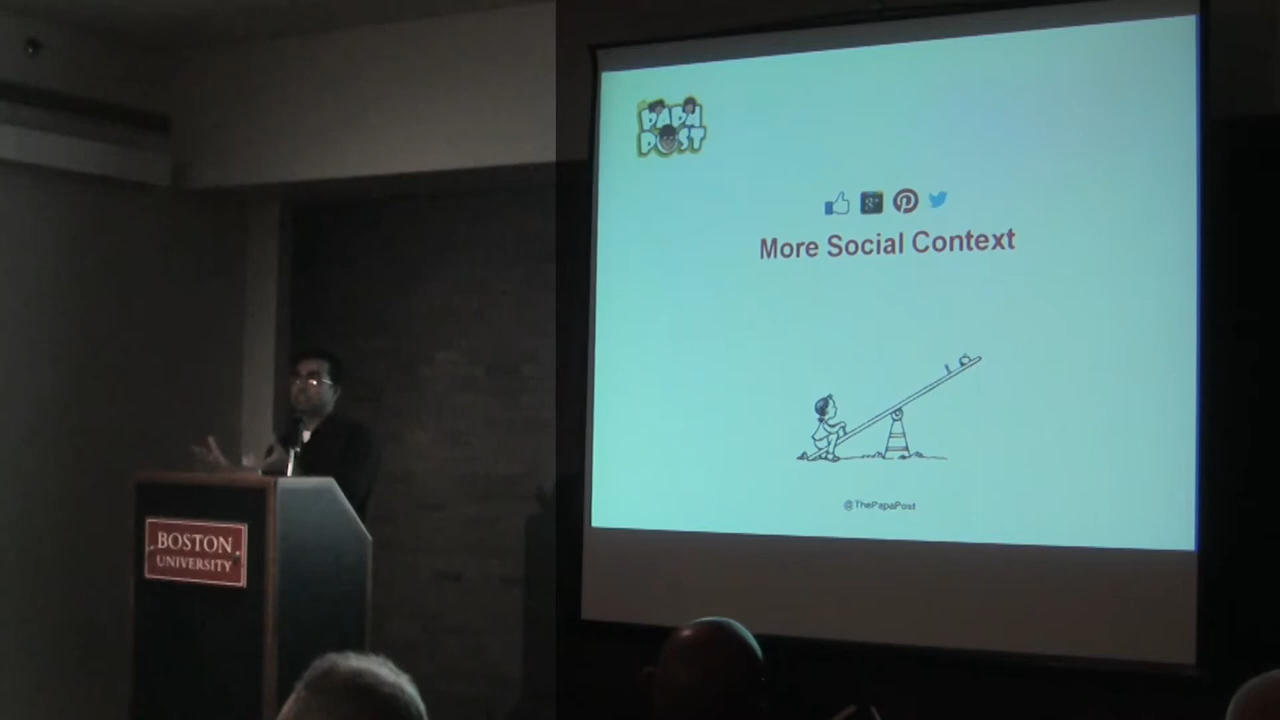 BOSTON
UNIVERSITY
PAPA
POST
g+
More Social Context
@ThePapaPost